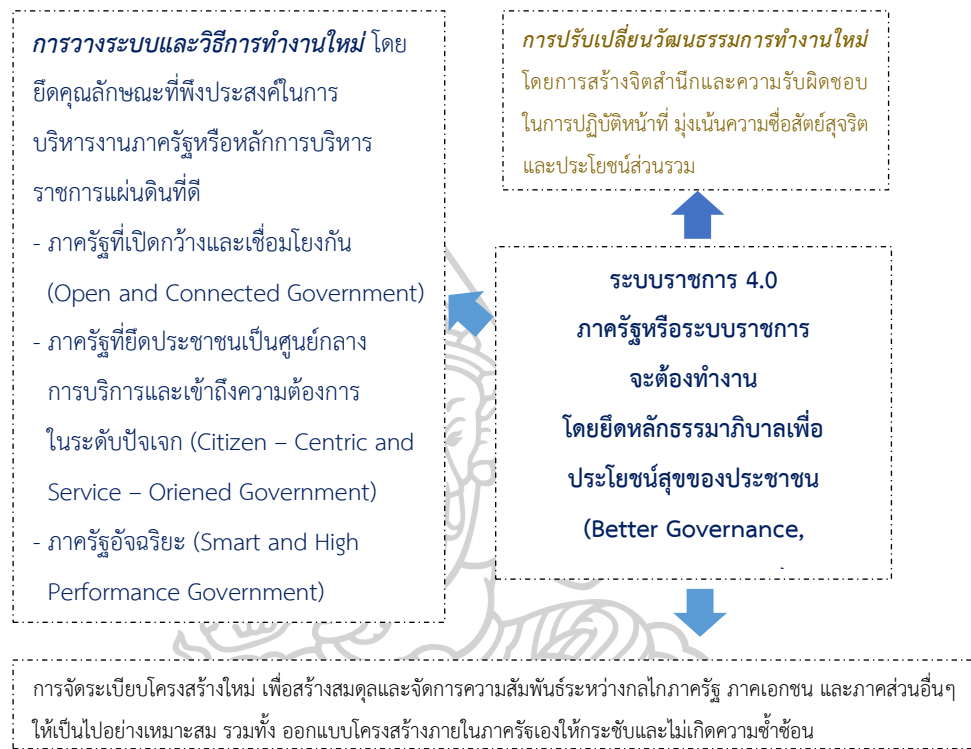 การวางระบบและวิธีการทำงานใหม่ โดย
ยึดคุณลักษณะที่พึงประสงค์ในการ
บริหารงานภาครัฐหรือหลักการบริหาร
ราชการแผ่นดินที่ดี
- ภาครัฐที่เปิดกว้างและเชื่อมโยงกัน
(Open and Connected Government)
- ภาครัฐที่ยึดประชาชนเป็นศูนย์กลาง
การบริการและเข้าถึงความต้องการ
ในระดับปัจเจก (Citizen – Centric and
Service – Oriened Government)
- ภาครัฐอัจฉริยะ (Smart and High
Performance Government)
การปรับเปลี่ยนวัฒนธรรมการทำงานใหม่
โดยการสร้างจิตสำนึกและความรับผิดชอบ
ในการปฏิบัติหน้าที่ มุ่งเน้นความซื่อสัตย์สุจริต
และประโยชน์ส่วนรวม
ระบบราชการ 4.0
ภาครัฐหรือระบบราชการ
จะต้องทำงาน
โดยยึดหลักธรรมาภิบาลเพื่อ
ประโยชน์สุขของประชาชน
(Better Governance,
การจัดระเบียบโครงสร้างใหม่ เพื่อสร้างสมดุลและจัดการความสัมพันธ์ระหว่างกลไกภาครัฐ ภาคเอกชน และภาคส่วนอื่นๆ
ให้เป็นไปอย่างเหมาะสม รวมทั้ง ออกแบบโครงสร้างภายในภาครัฐเองให้กระชับและไม่เกิดความซ้ำซ้อน